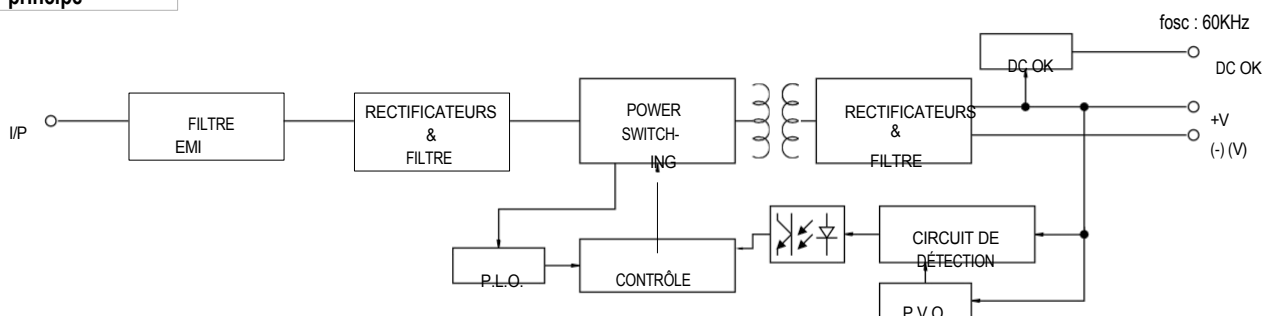 principe
fosc : 60KHz
DC OK
DC OK
I/P
FILTRE
EMI
RECTIFICATEURS
&
FILTRE
POWER
SWITCH-
ING
RECTIFICATEURS
&
FILTRE
+V
(-) (V)
P.L.O.
CONTRÔLE
CIRCUIT DE
DÉTECTION
P.V.O.